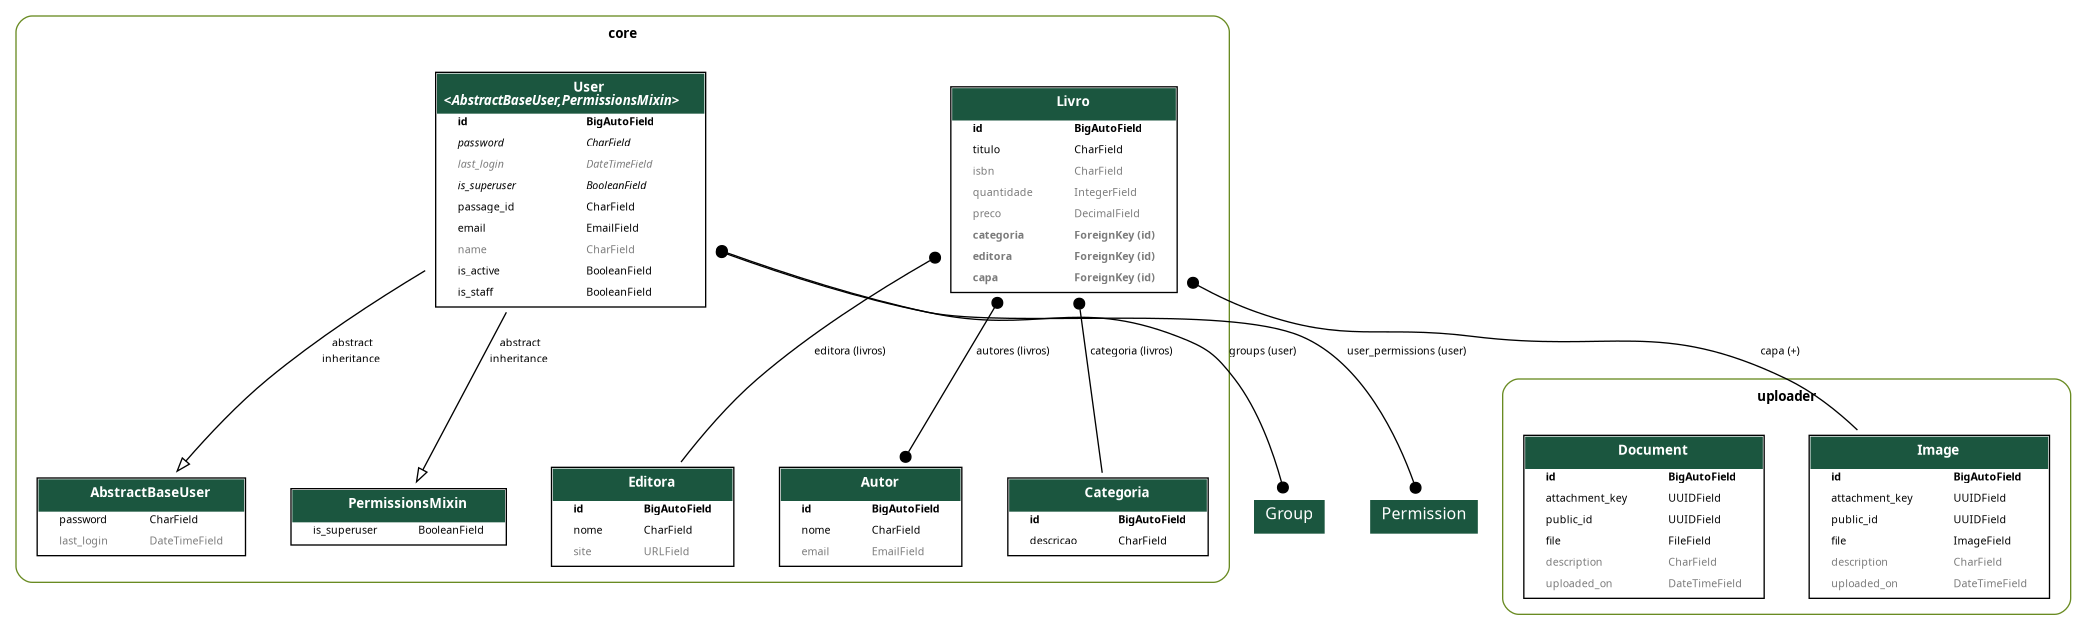 core
User
<AbstractBaseUser,PermissionsMixin>
id BigAutoField
password CharField
last_login DateTimeField
is_superuser BooleanField
passage_id CharField
email EmailField
name CharField
is_active BooleanField
is_staff BooleanField
Livro
id BigAutoField
titulo CharField
isbn CharField
quantidade IntegerField
preco DecimalField
categoria ForeignKey (id)
editora ForeignKey (id)
capa ForeignKey (id)
abstract
inheritance
abstract
inheritance
editora (livros)
autores (livros)
categoria (livros)
groups (user)
user_permissions (user)
capa (+)
AbstractBaseUser
password CharField
last_login DateTimeField
PermissionsMixin
is_superuser BooleanField
Editora
id BigAutoField
nome CharField
site URLField
Autor
id BigAutoField
nome CharField
email EmailField
Categoria
id BigAutoField
descricao CharField
Group
Permission
uploader
Document
id BigAutoField
attachment_key UUIDField
public_id UUIDField
file FileField
description CharField
uploaded_on DateTimeField
Image
id BigAutoField
attachment_key UUIDField
public_id UUIDField
file ImageField
description CharField
uploaded_on DateTimeField